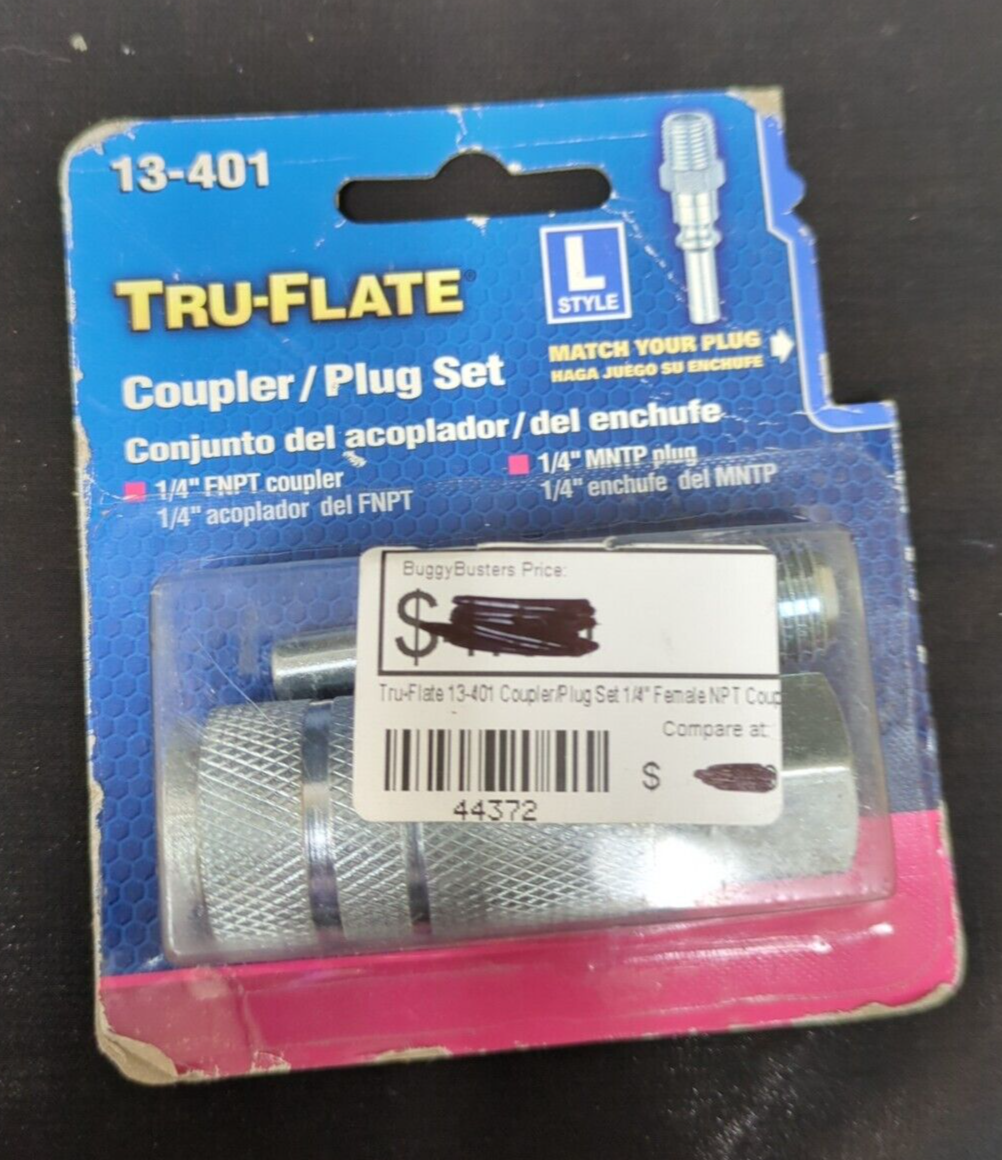 13-401
TRU-FLATE®
L
STYLE
MATCH YOUR PLUG
HAGA JUEGO SU ENCHUFE
Coupler/Plug Set
Conjunto del acoplador/del enchufe
1/4" FNPT coupler
1/4" acoplador del FNPT
1/4" MNTP plug
1/4" enchufe del MNTP
BuggyBusters Price:
$
Tru-Flate 13-401 Coupler/Plug Set 1/4" Female NPT Coup
Compare at:
$
44372